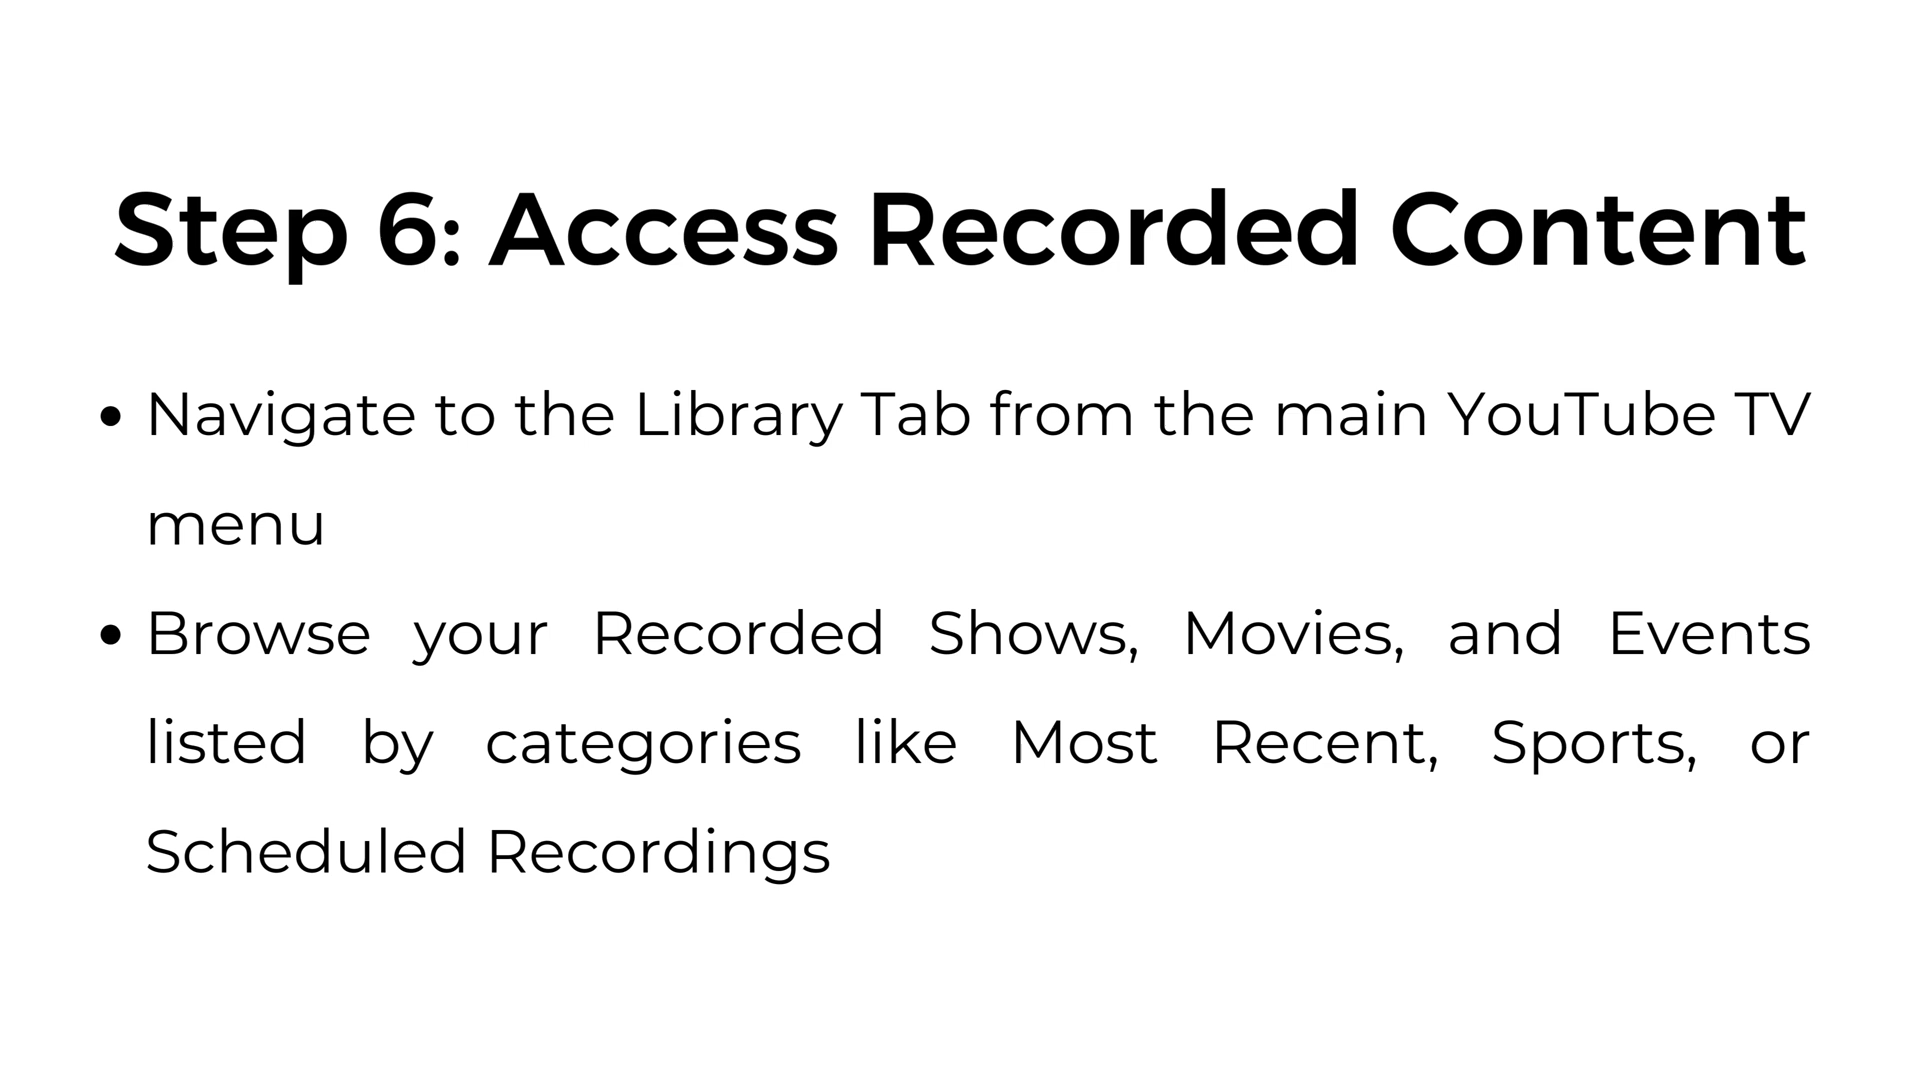 Step 6: Access Recorded Content
• Navigate to the Library Tab from the main YouTube TV
menu
• Browse your Recorded Shows, Movies, and Events
listed by categories like Most Recent, Sports, or
Scheduled Recordings